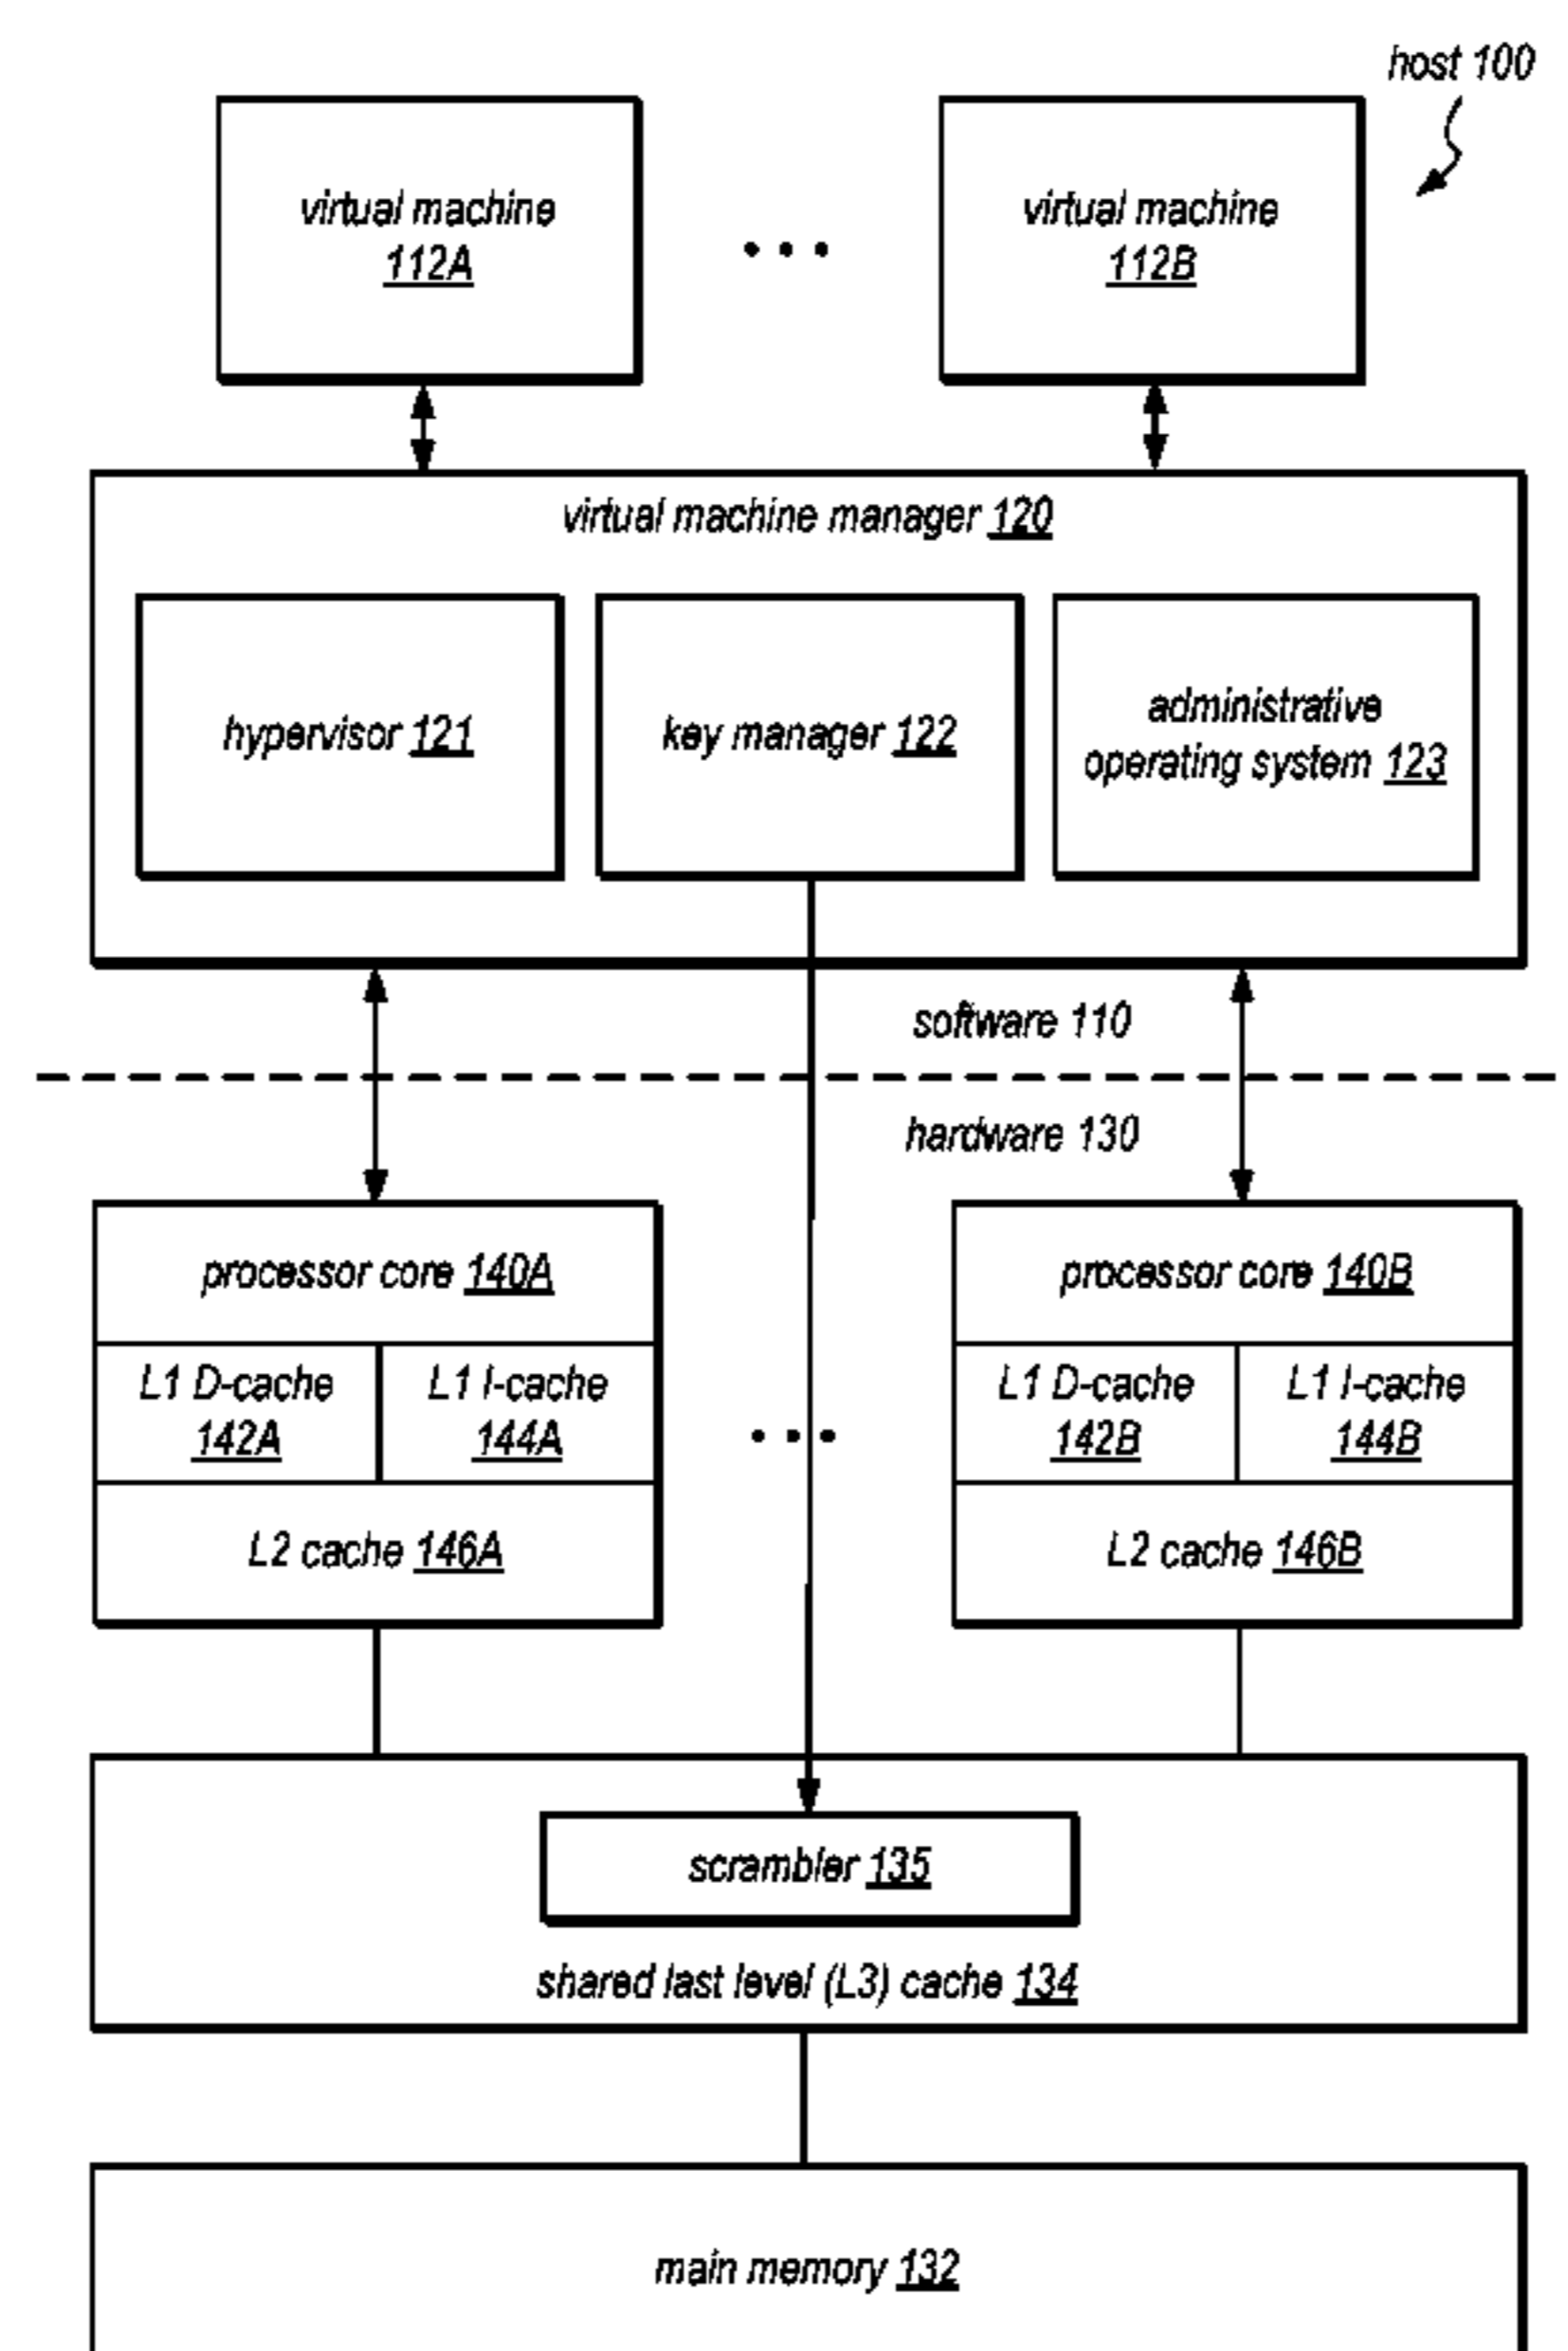 host 100
virtual machine
112A
• • •
virtual machine
112B
virtual machine manager 120
hypervisor 121
key manager 122
administrative
operating system 123
software 110
hardware 130
processor core 140A
L1 D-cache
142A
L1 I-cache
144A
L2 cache 146A
• • •
processor core 140B
L1 D-cache
142B
L1 I-cache
144B
L2 cache 146B
scrambler 135
shared last level (L3) cache 134
main memory 132